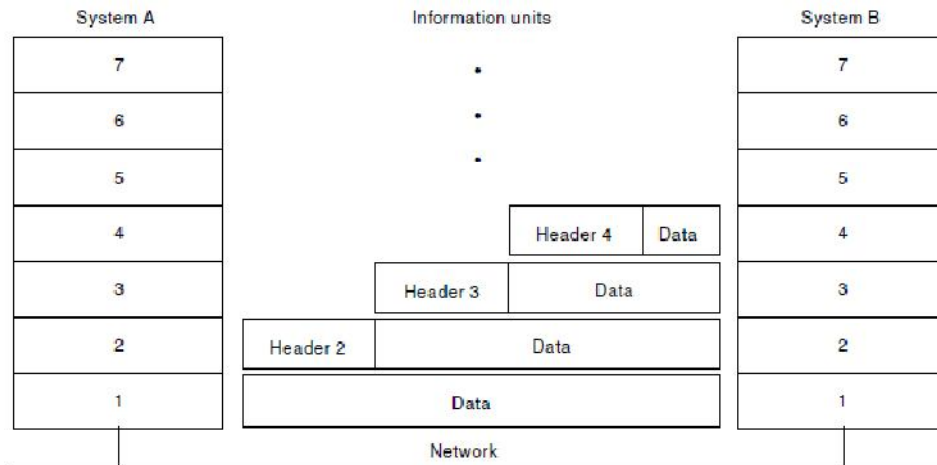 System A Information units System B
7 7
6 6
5 5
4 Header 4 Data 4
3 Header 3 Data 3
2 Header 2 Data 2
1 Data 1
Network